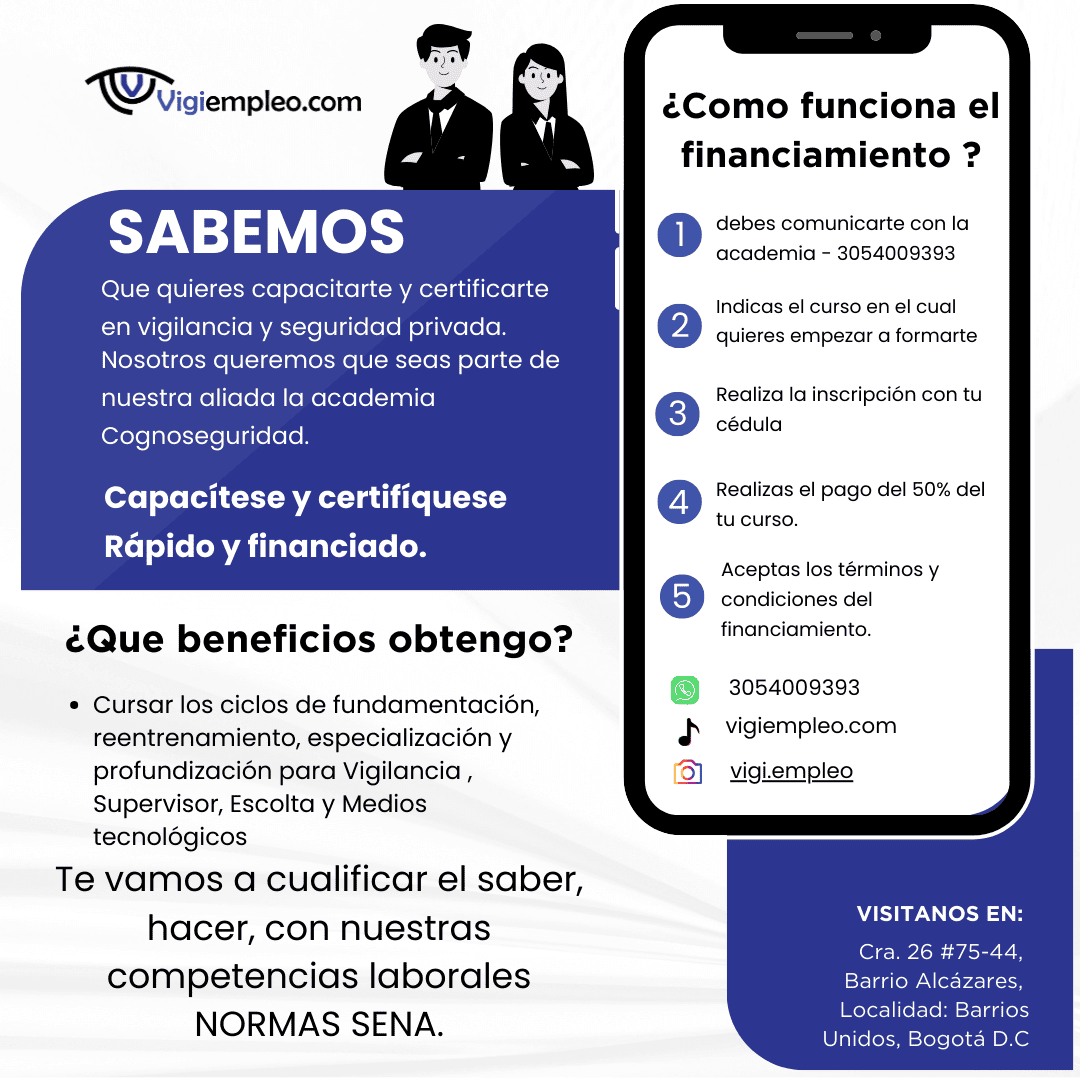 Vigiempleo.com
SABEMOS
Que quieres capacitarte y certificarte
en vigilancia y seguridad privada.
Nosotros queremos que seas parte de
nuestra aliada la academia
Cognoseguridad.
Capacítese y certifíquese
Rápido y financiado.
¿Que beneficios obtengo?
• Cursar los ciclos de fundamentación,
reentrenamiento, especialización y
profundización para Vigilancia ,
Supervisor, Escolta y Medios
tecnológicos
Te vamos a cualificar el saber,
hacer, con nuestras
competencias laborales
NORMAS SENA.
¿Como funciona el
financiamiento ?
1 debes comunicarte con la
academia - 3054009393
2 Indicas el curso en el cual
quieres empezar a formarte
3 Realiza la inscripción con tu
cédula
4 Realizas el pago del 50% del
tu curso.
5 Aceptas los términos y
condiciones del
financiamiento.
3054009393
vigiempleo.com
vigi.empleo
VISITANOS EN:
Cra. 26 #75-44,
Barrio Alcázares,
Localidad: Barrios
Unidos, Bogotá D.C